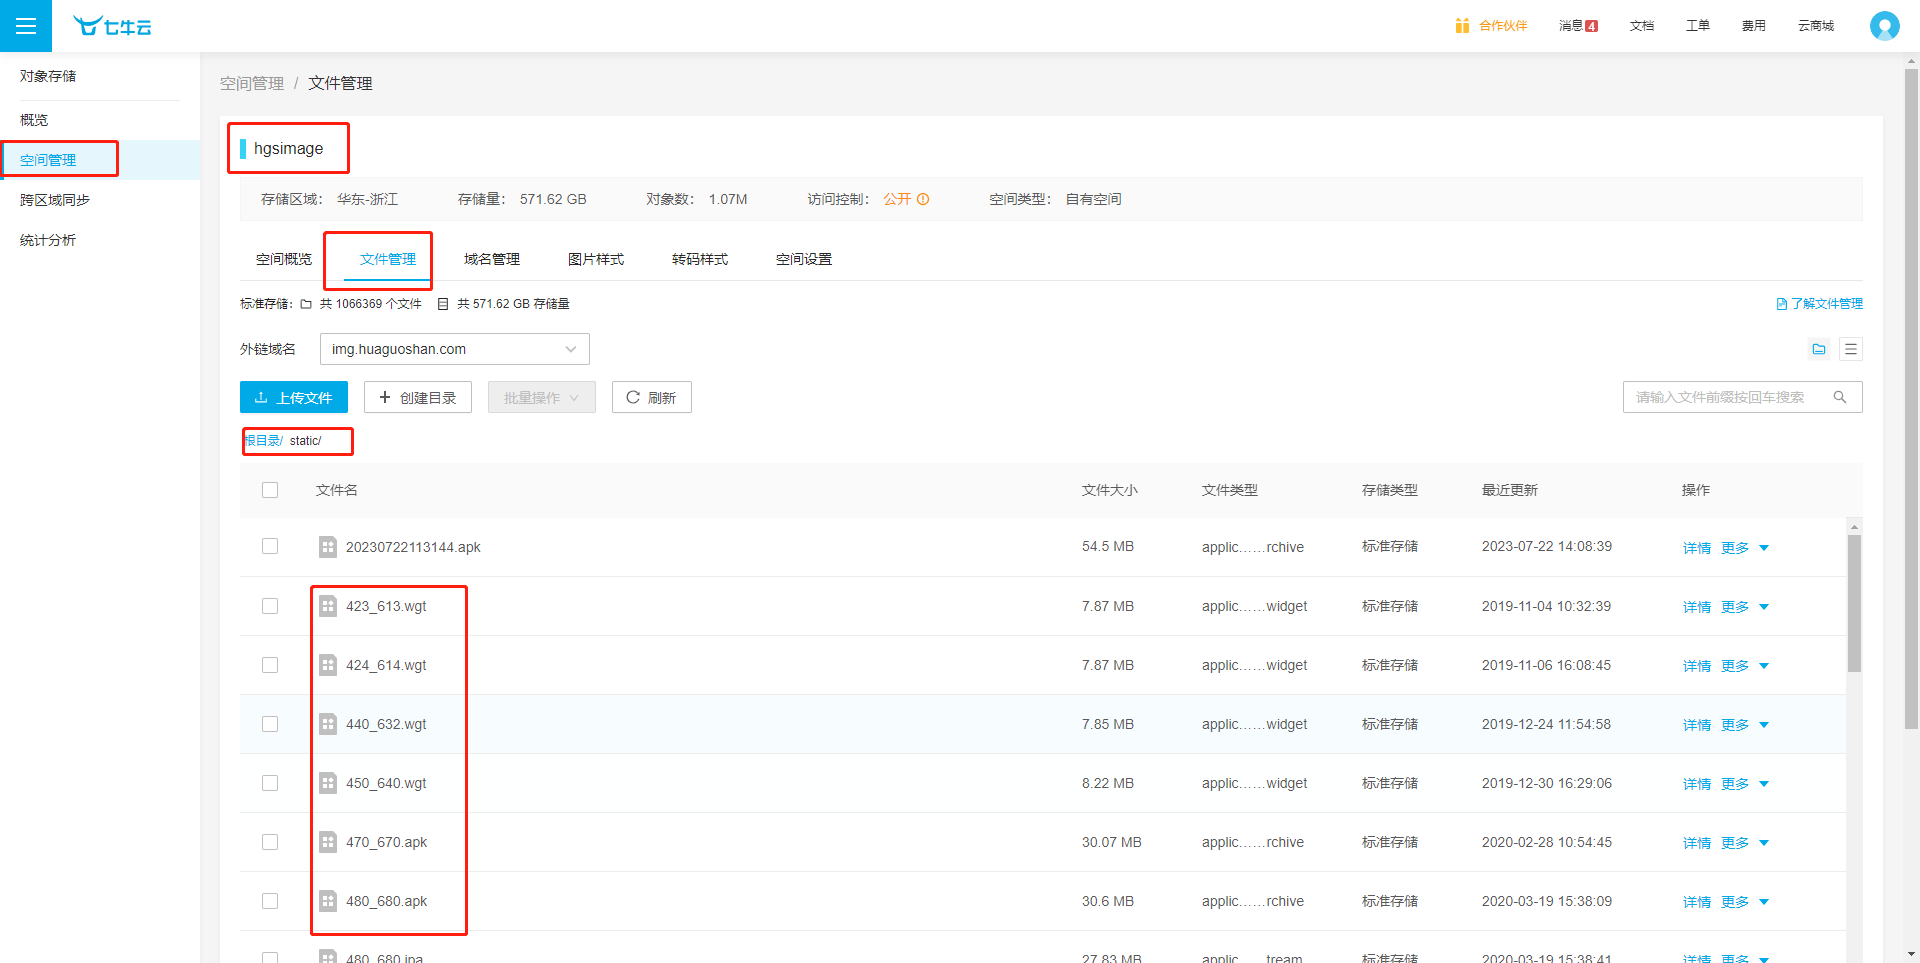 七牛云
合作伙伴 消息 4 文档 工单 费用 云商城
对象存储
概览
空间管理
跨区域同步
统计分析
空间管理 / 文件管理
hgsimage
存储区域： 华东-浙江 存储量： 571.62 GB 对象数： 1.07M 访问控制： 公开 空间类型： 自有空间
空间概览 文件管理 域名管理 图片样式 转码样式 空间设置
标准存储： 共 1066369 个文件 共 571.62 GB 存储量 了解文件管理
外链域名 img.huaguoshan.com
上传文件 创建目录 批量操作 刷新 请输入文件前缀按回车搜索
根目录/ static/
文件名 文件大小 文件类型 存储类型 最近更新 操作
20230722113144.apk 54.5 MB applic......rchive 标准存储 2023-07-22 14:08:39 详情 更多
423_613.wgt 7.87 MB applic......widget 标准存储 2019-11-04 10:32:39 详情 更多
424_614.wgt 7.87 MB applic......widget 标准存储 2019-11-06 16:08:45 详情 更多
440_632.wgt 7.85 MB applic......widget 标准存储 2019-12-24 11:54:58 详情 更多
450_640.wgt 8.22 MB applic......widget 标准存储 2019-12-30 16:29:06 详情 更多
470_670.apk 30.07 MB applic......rchive 标准存储 2020-02-28 10:54:45 详情 更多
480_680.apk 30.6 MB applic......rchive 标准存储 2020-03-19 15:38:09 详情 更多
480_680.ipa 27.83 MB applic......tream 标准存储 2020-03-19 15:38:41 详情 更多